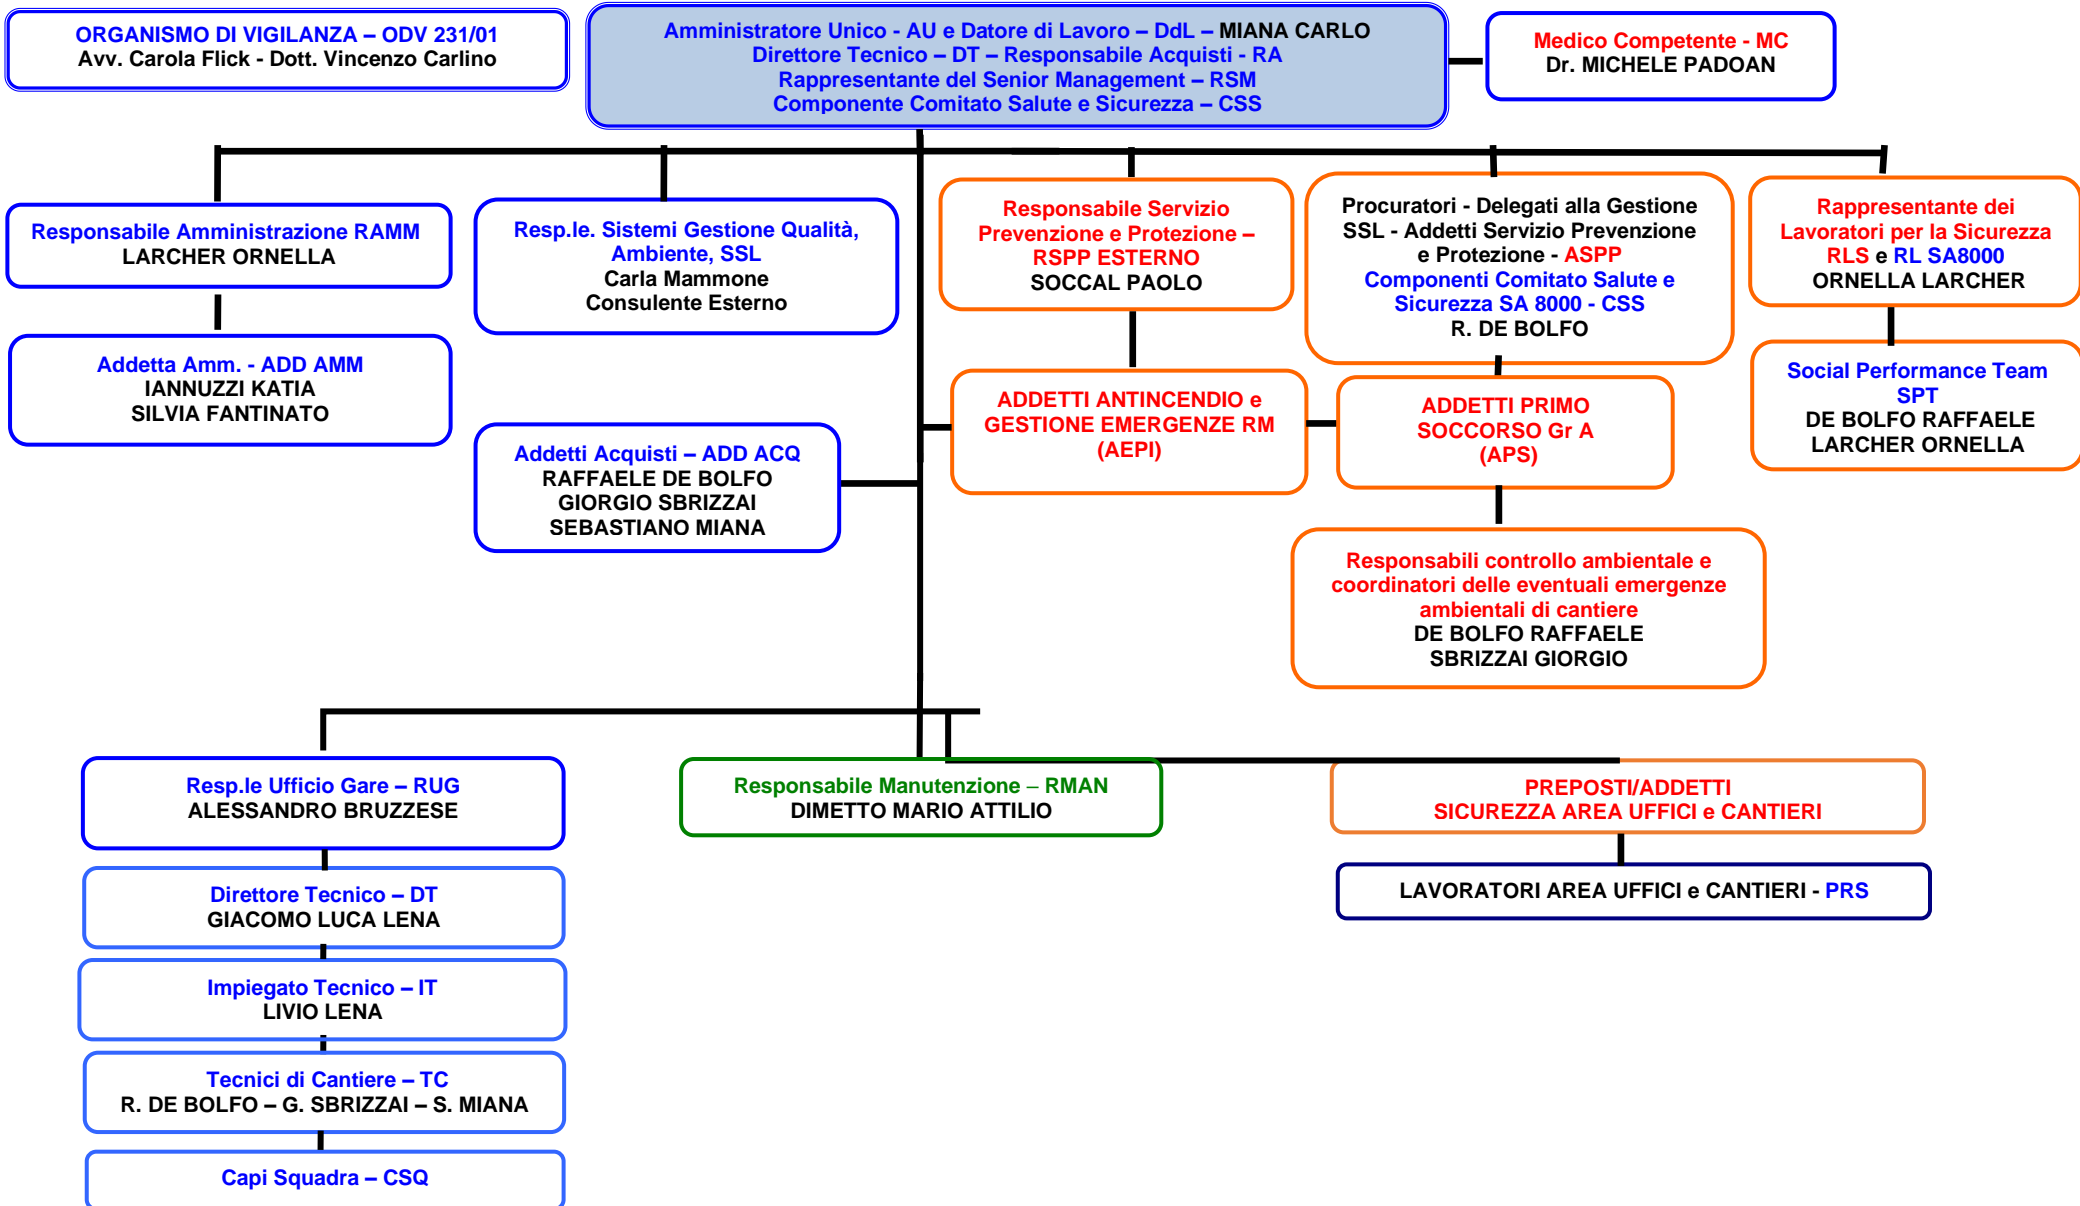 ORGANISMO DI VIGILANZA – ODV 231/01
Avv. Carola Flick - Dott. Vincenzo Carlino
Amministratore Unico - AU e Datore di Lavoro – DdL – MIANA CARLO
Direttore Tecnico – DT – Responsabile Acquisti - RA
Rappresentante del Senior Management – RSM
Componente Comitato Salute e Sicurezza – CSS
Medico Competente - MC
Dr. MICHELE PADOAN
Responsabile Amministrazione RAMM
LARCHER ORNELLA
Resp.le. Sistemi Gestione Qualità,
Ambiente, SSL
Carla Mammone
Consulente Esterno
Responsabile Servizio
Prevenzione e Protezione –
RSPP ESTERNO
SOCCAL PAOLO
Procuratori - Delegati alla Gestione
SSL - Addetti Servizio Prevenzione
e Protezione - ASPP
Componenti Comitato Salute e
Sicurezza SA 8000 - CSS
R. DE BOLFO
Rappresentante dei
Lavoratori per la Sicurezza
RLS e RL SA8000
ORNELLA LARCHER
Addetta Amm. - ADD AMM
IANNUZZI KATIA
SILVIA FANTINATO
Addetti Acquisti – ADD ACQ
RAFFAELE DE BOLFO
GIORGIO SBRIZZAI
SEBASTIANO MIANA
ADDETTI ANTINCENDIO e
GESTIONE EMERGENZE RM
(AEPI)
ADDETTI PRIMO
SOCCORSO Gr A
(APS)
Social Performance Team
SPT
DE BOLFO RAFFAELE
LARCHER ORNELLA
Responsabili controllo ambientale e
coordinatori delle eventuali emergenze
ambientali di cantiere
DE BOLFO RAFFAELE
SBRIZZAI GIORGIO
Resp.le Ufficio Gare – RUG
ALESSANDRO BRUZZESE
Responsabile Manutenzione – RMAN
DIMETTO MARIO ATTILIO
PREPOSTI/ADDETTI
SICUREZZA AREA UFFICI e CANTIERI
Direttore Tecnico – DT
GIACOMO LUCA LENA
LAVORATORI AREA UFFICI e CANTIERI - PRS
Impiegato Tecnico – IT
LIVIO LENA
Tecnici di Cantiere – TC
R. DE BOLFO – G. SBRIZZAI – S. MIANA
Capi Squadra – CSQ